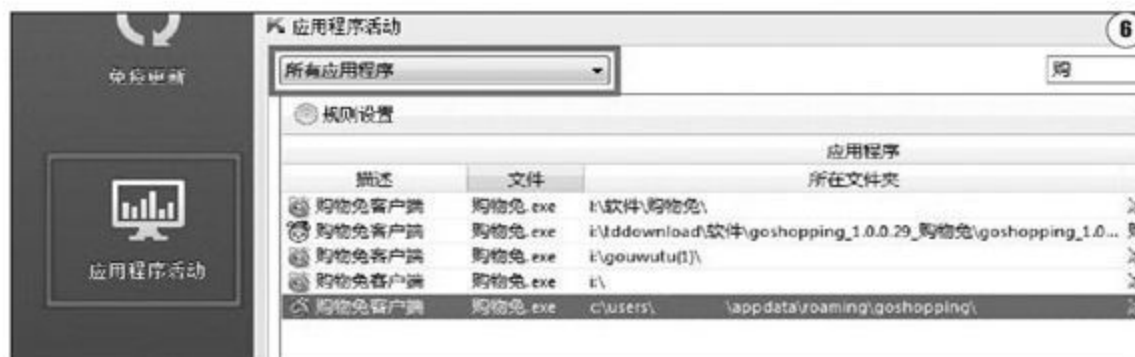 应用程序活动
6
免疫更新
所有应用程序
购
规则设置
应用程序
描述 文件 所在文件夹
购物兔客户端 购物兔.exe i:\软件\购物兔\
购物兔客户端 购物兔.exe i:\tddownload\软件\goshopping_1.0.0.29_购物兔\goshopping_1.0...
购物兔客户端 购物兔.exe i:\gouwutu(1)\
购物兔客户端 购物兔.exe i:\
购物兔客户端 购物兔.exe c:\users\ \appdata\roaming\goshopping\
应用程序活动